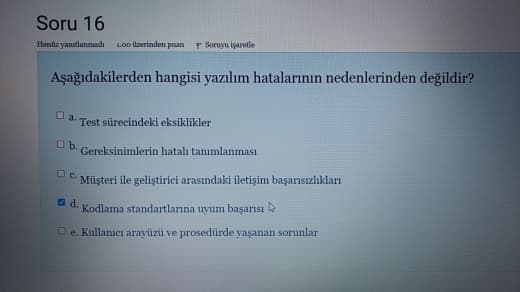 Soru 16
Henüz yanıtlanmadı 1,00 üzerinden puan Soruyu işaretle
Aşağıdakilerden hangisi yazılım hatalarının nedenlerinden değildir?
a. Test sürecindeki eksiklikler
b. Gereksinimlerin hatalı tanımlanması
c. Müşteri ile geliştirici arasındaki iletişim başarısızlıkları
d. Kodlama standartlarına uyum başarısı
e. Kullanıcı arayüzü ve prosedürde yaşanan sorunlar